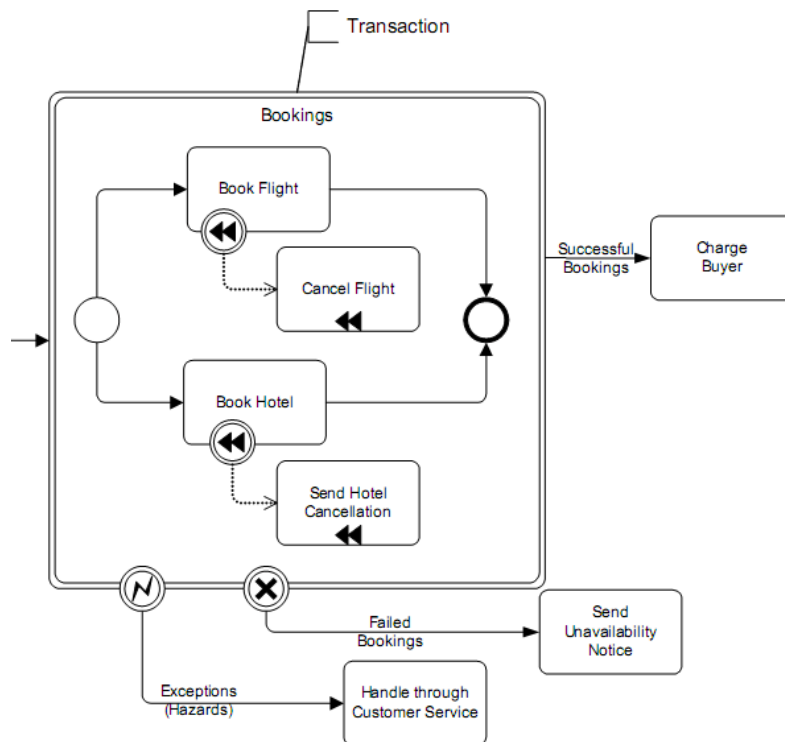 Transaction
Bookings
Book Flight
Cancel Flight
Successful
Bookings
Charge
Buyer
Book Hotel
Send Hotel
Cancellation
Failed
Bookings
Send
Unavailability
Notice
Exceptions
(Hazards)
Handle through
Customer Service